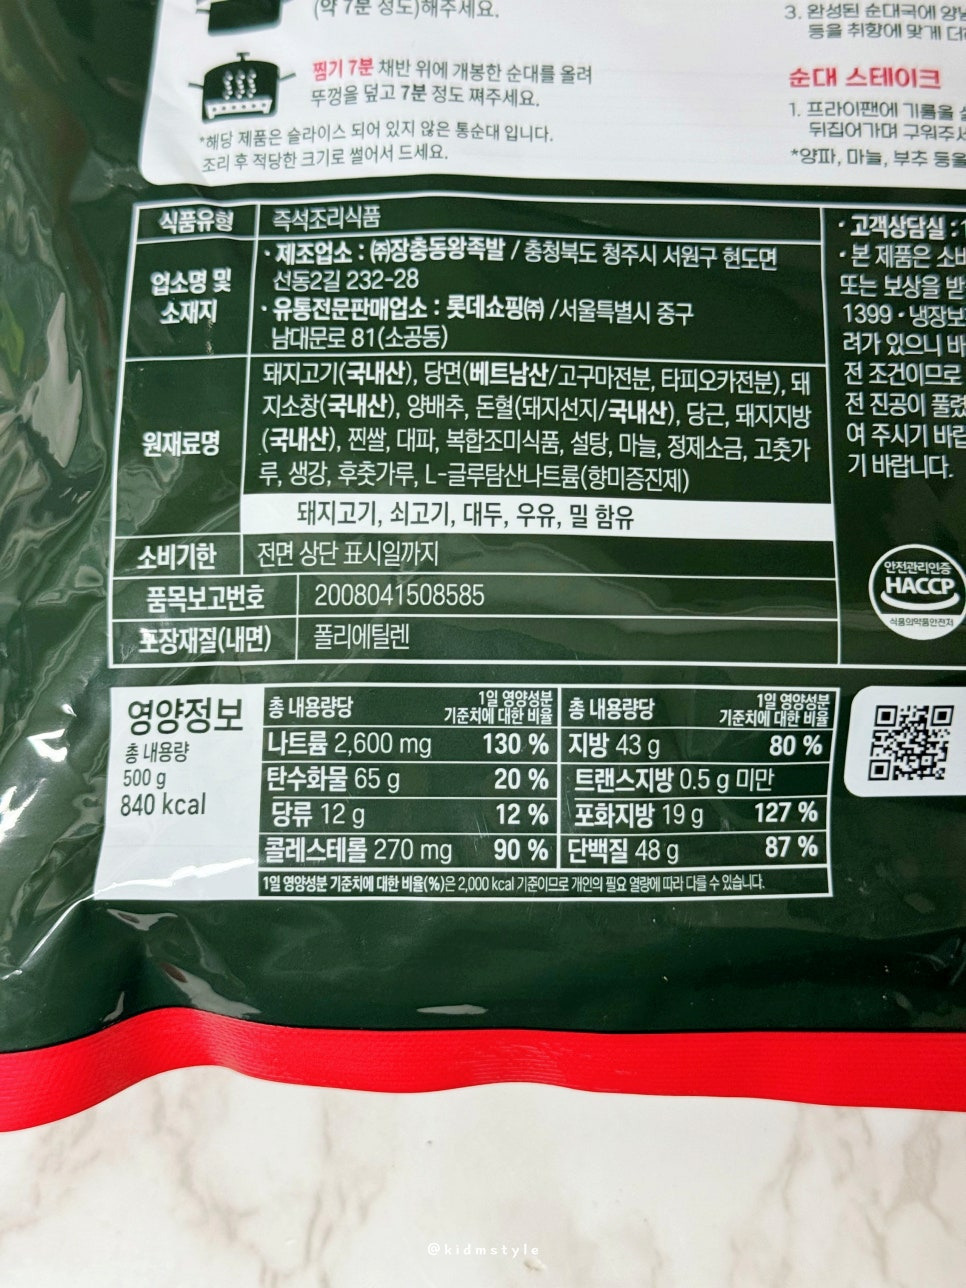 (약 7분 정도)해주세요.
찜기 7분 채반 위에 개봉한 순대를 올려
뚜껑을 덮고 7분 정도 쪄주세요.
*해당 제품은 슬라이스 되어 있지 않은 통순대 입니다.
조리 후 적당한 크기로 썰어서 드세요.
3. 완성된 순대국에
등을 취향에 맞게
순대 스테이크
1. 프라이팬에 기름을
뒤집어가며
*양파, 마늘, 부추 등을
식품유형 즉석조리식품
업소명 및
소재지
· 제조업소 : ㈜장충동왕족발 / 충청북도 청주시 서원구 현도면
선동2길 232-28
· 유통전문판매업소 : 롯데쇼핑㈜ /서울특별시 중구
남대문로 81(소공동)
원재료명
돼지고기(국내산), 당면(베트남산/고구마전분, 타피오카전분), 돼
지소창(국내산), 양배추, 돈혈(돼지선지/국내산), 당근, 돼지지방
(국내산), 찐쌀, 대파, 복합조미식품, 설탕, 마늘, 정제소금, 고춧가
루, 생강, 후춧가루, L-글루탐산나트륨(향미증진제)
돼지고기, 쇠고기, 대두, 우유, 밀 함유
소비기한 전면 상단 표시일까지
품목보고번호 2008041508585
포장재질(내면) 폴리에틸렌
· 고객상담실 :
· 본 제품은
또는 보상을
1399 ·
려가 있으니
전 조건이므로
전 진공이
여 주시기
기 바랍니다.
안전관리인증
HACCP
식품의약품안전처
영양정보
총 내용량
500 g
840 kcal
총 내용량당 1일 영양성분
기준치에 대한 비율
나트륨 2,600 mg 130 %
탄수화물 65 g 20 %
당류 12 g 12 %
콜레스테롤 270 mg 90 %
총 내용량당 1일 영양성분
기준치에 대한 비율
지방 43 g 80 %
트랜스지방 0.5 g 미만
포화지방 19 g 127 %
단백질 48 g 87 %
1일 영양성분 기준치에 대한 비율(%)은 2,000 kcal 기준이므로 개인의 필요 열량에 따라 다를 수 있습니다.
@kidmstyle